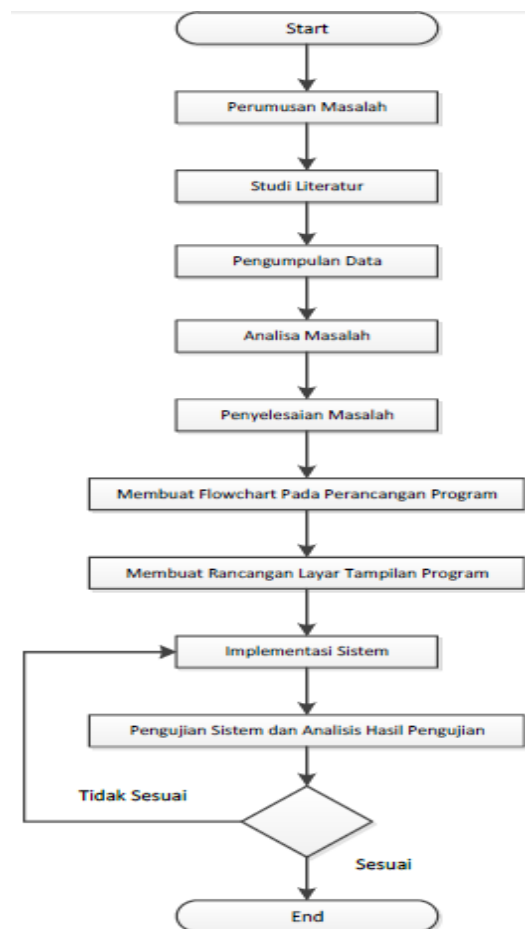 Start
Perumusan Masalah
Studi Literatur
Pengumpulan Data
Analisa Masalah
Penyelesaian Masalah
Membuat Flowchart Pada Perancangan Program
Membuat Rancangan Layar Tampilan Program
Implementasi Sistem
Pengujian Sistem dan Analisis Hasil Pengujian
Tidak Sesuai
Sesuai
End